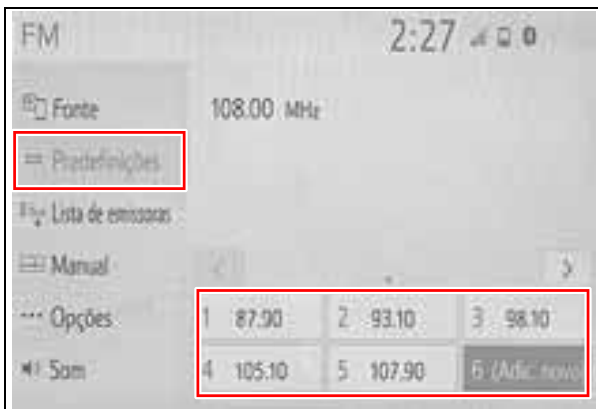 FM 2:27
Fonte
108.00 MHz
Predefinições
Lista de emissoras
Manual
Opções
1 87.90 2 93.10 3 98.10
Som
4 105.10 5 107.90 6 (Adic. novo